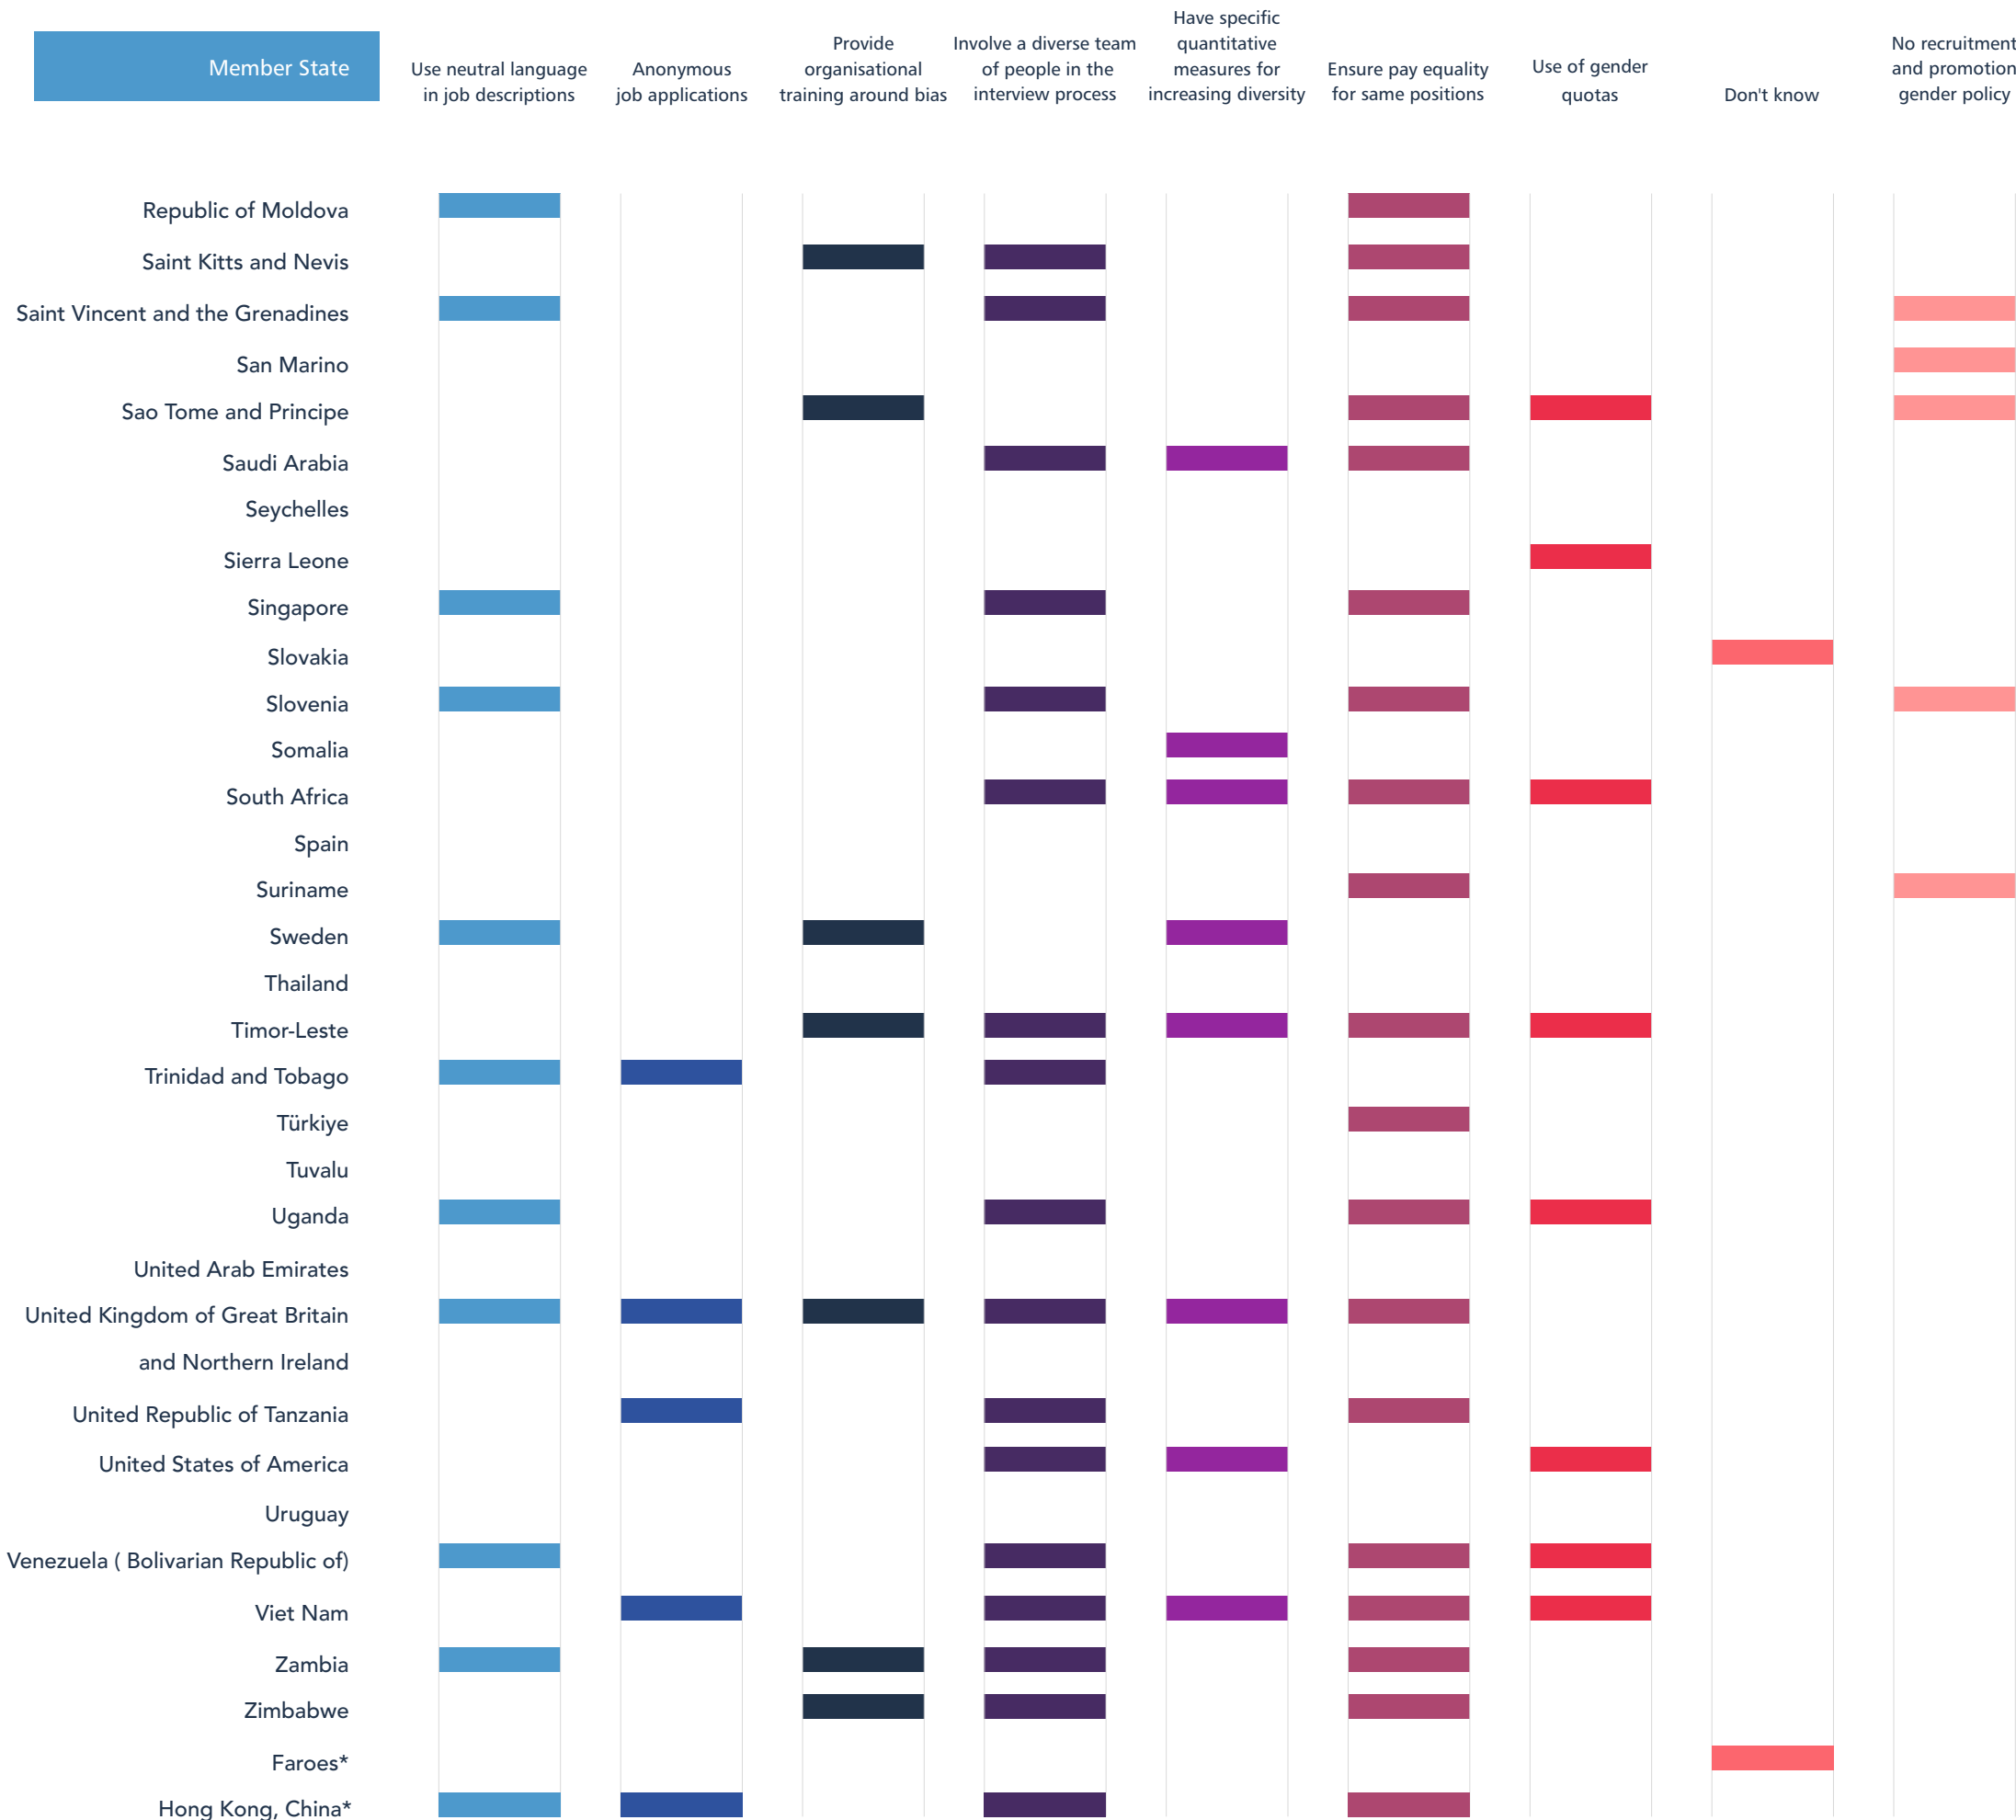 Member State
Use neutral language
in job descriptions
Anonymous
job applications
Provide
organisational
training around bias
Involve a diverse team
of people in the
interview process
Have specific
quantitative
measures for
increasing diversity
Ensure pay equality
for same positions
Use of gender
quotas
Don't know
No recruitment
and promotion
gender policy
Republic of Moldova
Saint Kitts and Nevis
Saint Vincent and the Grenadines
San Marino
Sao Tome and Principe
Saudi Arabia
Seychelles
Sierra Leone
Singapore
Slovakia
Slovenia
Somalia
South Africa
Spain
Suriname
Sweden
Thailand
Timor-Leste
Trinidad and Tobago
Türkiye
Tuvalu
Uganda
United Arab Emirates
United Kingdom of Great Britain
and Northern Ireland
United Republic of Tanzania
United States of America
Uruguay
Venezuela ( Bolivarian Republic of)
Viet Nam
Zambia
Zimbabwe
Faroes*
Hong Kong, China*